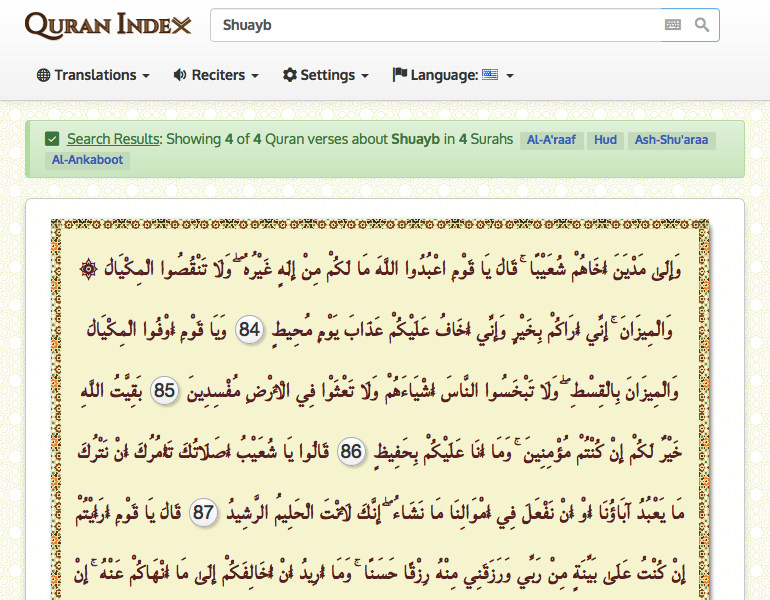 QURAN INDEX
Shuayb
Translations Reciters Settings Language:
Search Results: Showing 4 of 4 Quran verses about Shuayb in 4 Surahs Al-A'raaf Hud Ash-Shu'araa
Al-Ankaboot
وَإِلَىٰ مَدْيَنَ أَخَاهُمْ شُعَيْبًا ۚ قَالَ يَا قَوْمِ اعْبُدُوا اللَّهَ مَا لَكُمْ مِنْ إِلَٰهٍ غَيْرُهُ ۖ وَلَا تَنْقُصُوا الْمِكْيَالَ ۞
وَالْمِيزَانَ ۚ إِنِّي أَرَاكُمْ بِخَيْرٍ وَإِنِّي أَخَافُ عَلَيْكُمْ عَذَابَ يَوْمٍ مُحِيطٍ 84 وَيَا قَوْمِ أَوْفُوا الْمِكْيَالَ
وَالْمِيزَانَ بِالْقِسْطِ ۖ وَلَا تَبْخَسُوا النَّاسَ أَشْيَاءَهُمْ وَلَا تَعْثَوْا فِي الْأَرْضِ مُفْسِدِينَ 85 بَقِيَّتُ اللَّهِ
خَيْرٌ لَكُمْ إِنْ كُنْتُمْ مُؤْمِنِينَ ۚ وَمَا أَنَا عَلَيْكُمْ بِحَفِيظٍ 86 قَالُوا يَا شُعَيْبُ أَصَلَاتُكَ تَأْمُرُكَ أَنْ نَتْرُكَ
مَا يَعْبُدُ آبَاؤُنَا أَوْ أَنْ نَفْعَلَ فِي أَمْوَالِنَا مَا نَشَاءُ ۖ إِنَّكَ لَأَنْتَ الْحَلِيمُ الرَّشِيدُ 87 قَالَ يَا قَوْمِ أَرَأَيْتُمْ
إِنْ كُنْتُ عَلَىٰ بَيِّنَةٍ مِنْ رَبِّي وَرَزَقَنِي مِنْهُ رِزْقًا حَسَنًا ۚ وَمَا أُرِيدُ أَنْ أُخَالِفَكُمْ إِلَىٰ مَا أَنْهَاكُمْ عَنْهُ ۚ إِنْ